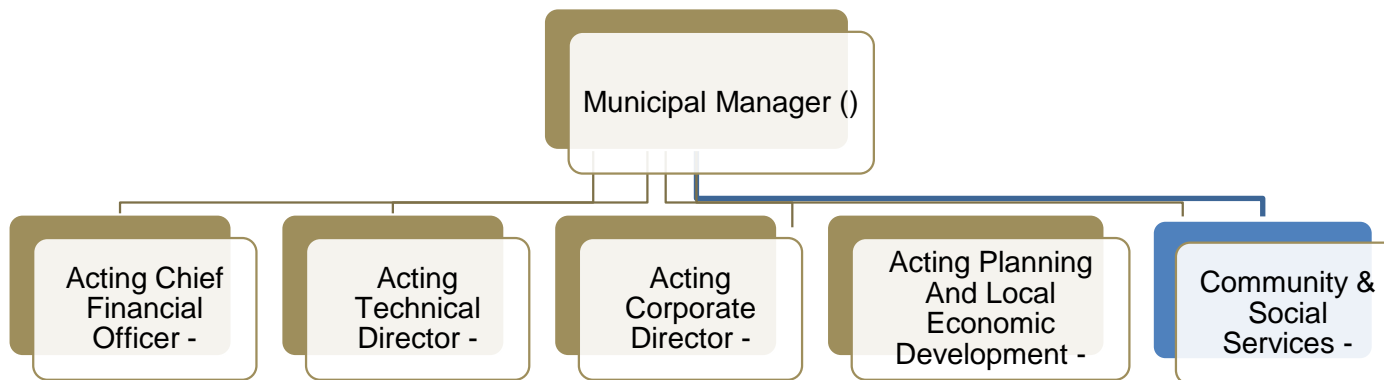 Municipal Manager ()
Acting Chief
Financial
Officer -
Acting
Technical
Director -
Acting
Corporate
Director -
Acting Planning
And Local
Economic
Development -
Community &
Social
Services -